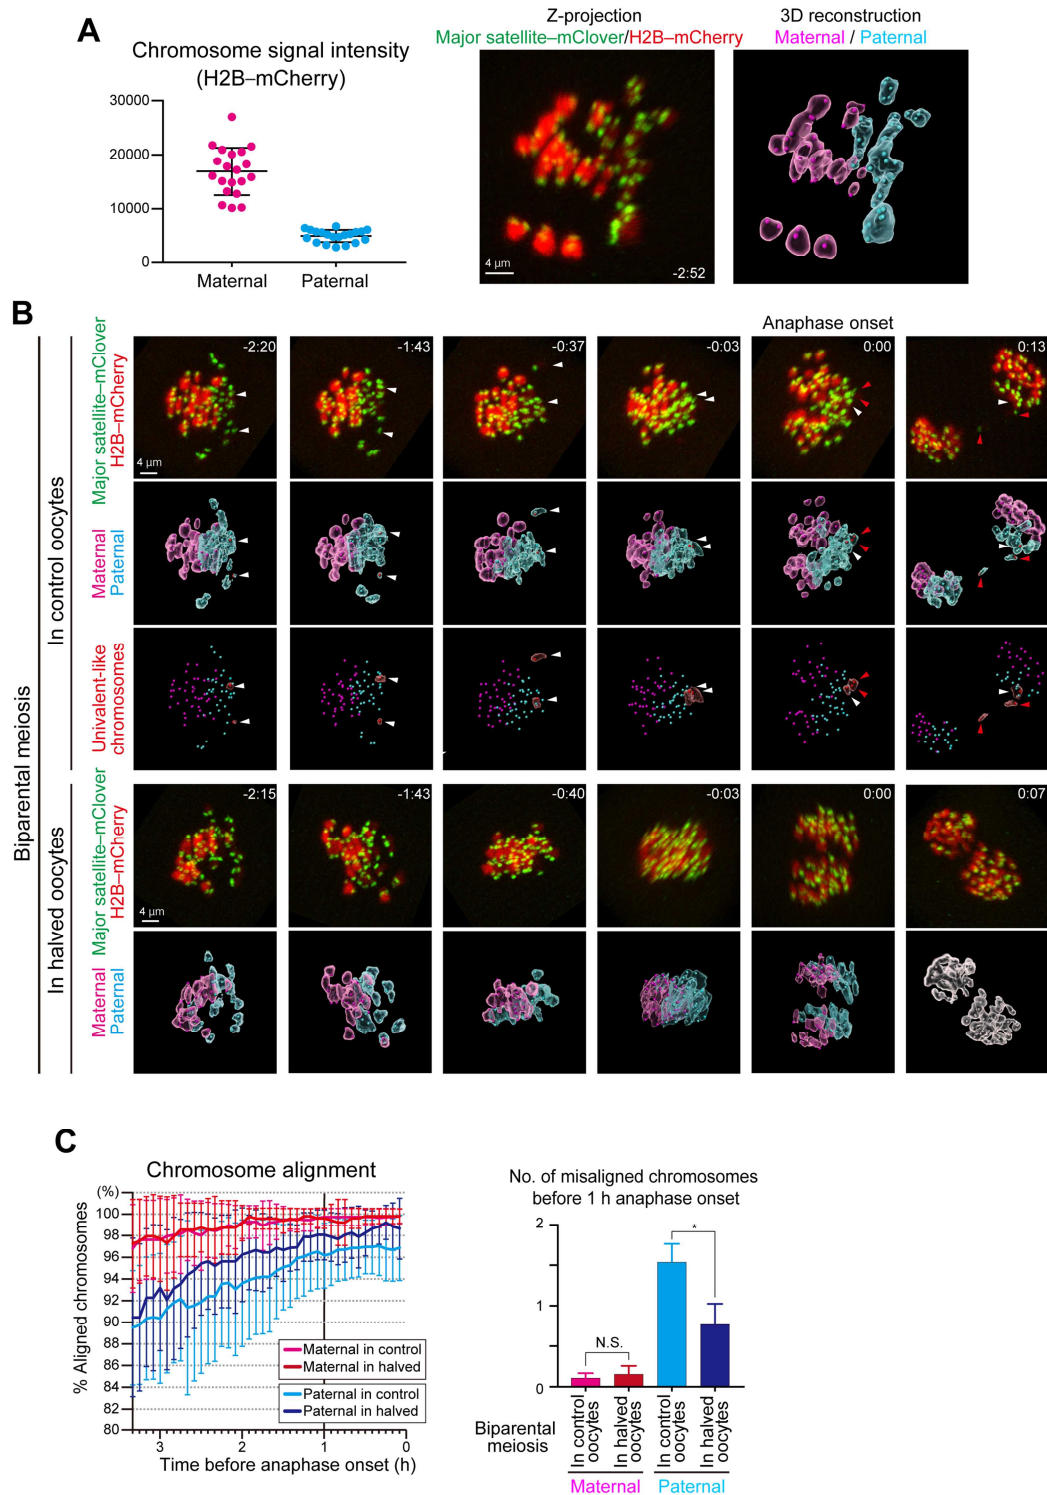 A
Chromosome signal intensity
(H2B–mCherry)
30000
20000
10000
0
Maternal
Paternal
Z-projection
Major satellite–mClover/H2B–mCherry
4 µm
-2:52
3D reconstruction
Maternal / Paternal
B
Anaphase onset
Biparental meiosis
In control oocytes
Major satellite–mClover
H2B–mCherry
-2:20
-1:43
-0:37
-0:03
0:00
0:13
4 µm
Maternal
Paternal
Univalent-like
chromosomes
In halved oocytes
Major satellite–mClover
H2B–mCherry
-2:15
-1:43
-0:40
-0:03
0:00
0:07
4 µm
Maternal
Paternal
C
Chromosome alignment
(%)
100
98
96
94
92
90
88
86
84
82
80
% Aligned chromosomes
Maternal in control
Maternal in halved
Paternal in control
Paternal in halved
3
2
1
0
Time before anaphase onset (h)
No. of misaligned chromosomes
before 1 h anaphase onset
2
1
0
N.S.
*
Biparental
meiosis
In control
oocytes
In halved
oocytes
In control
oocytes
In halved
oocytes
Maternal
Paternal